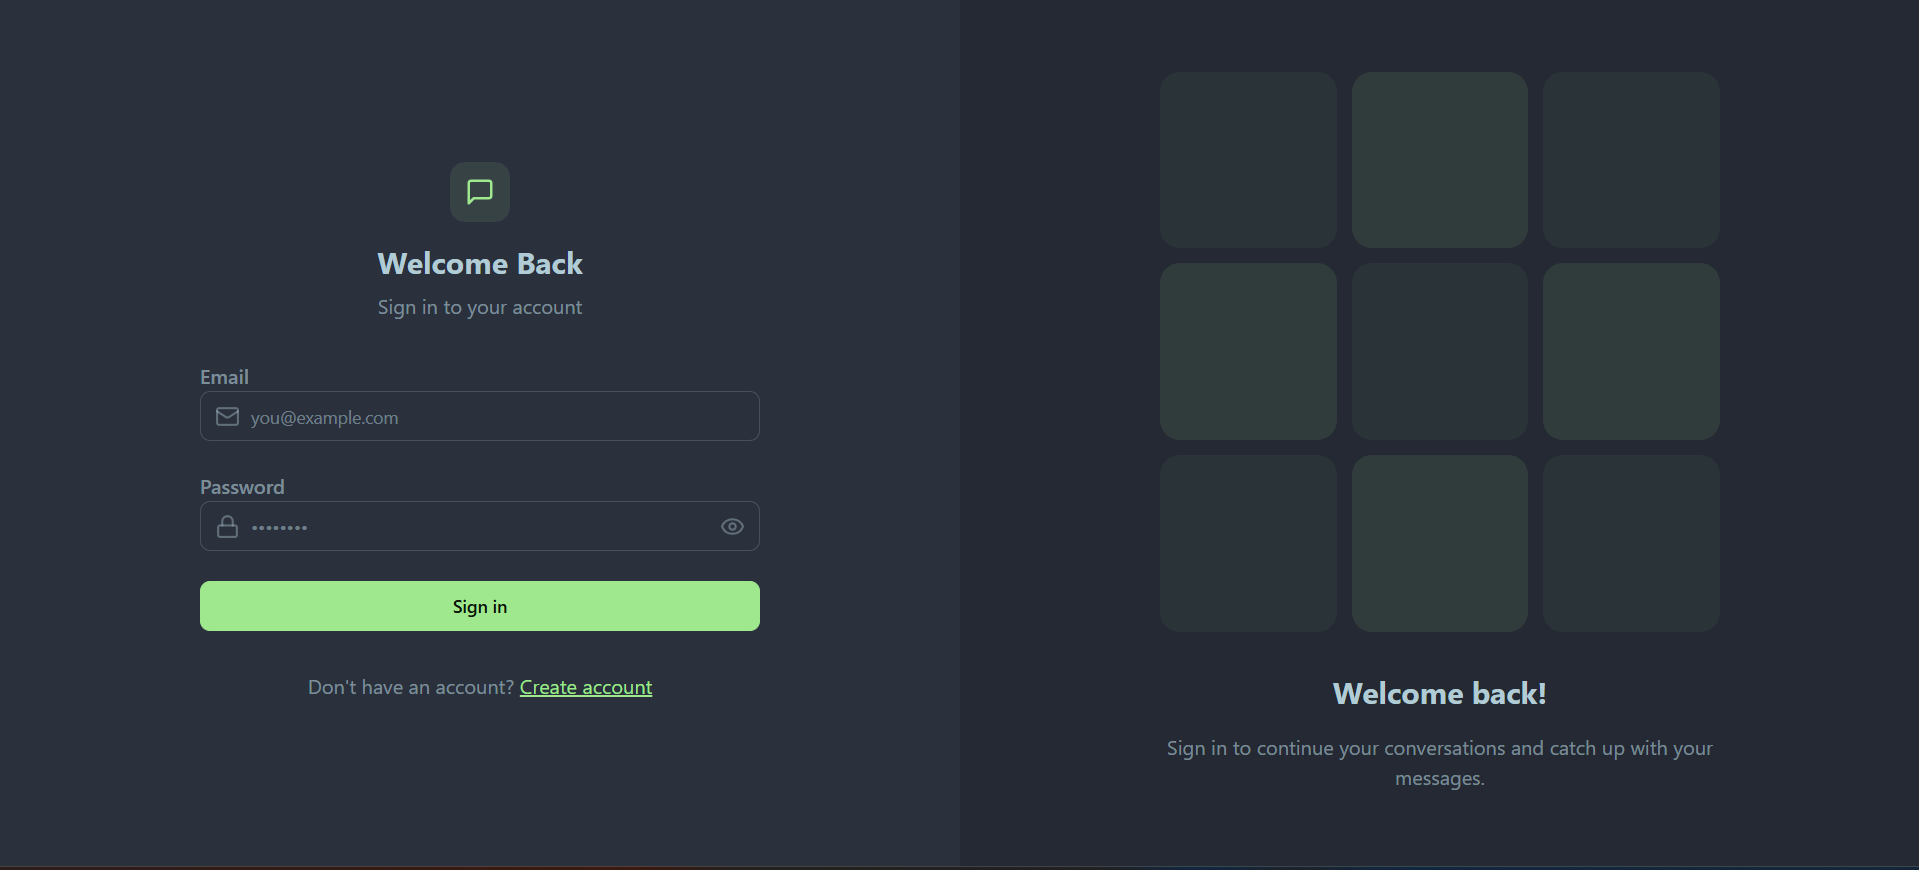 Welcome Back
Sign in to your account
Email
you@example.com
Password
••••••••
Sign in
Don't have an account? Create account
Welcome back!
Sign in to continue your conversations and catch up with your
messages.